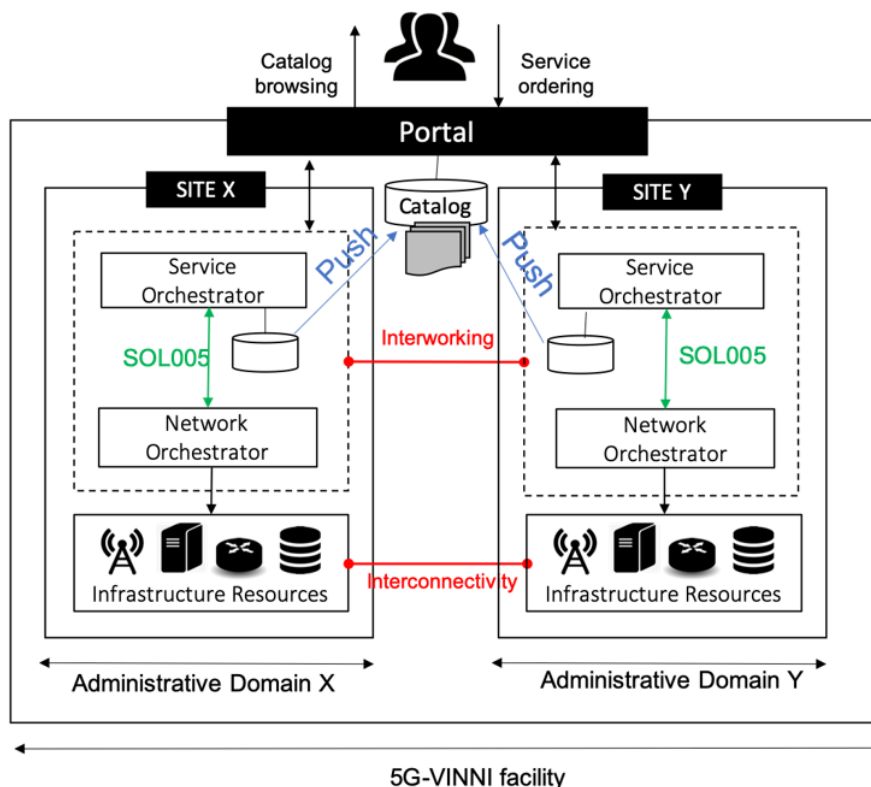 Catalog
browsing
Service
ordering
Portal
SITE X
SITE Y
Catalog
Push
Push
Service
Orchestrator
Service
Orchestrator
Interworking
SOL005
SOL005
Network
Orchestrator
Network
Orchestrator
Infrastructure Resources
Interconnectivity
Infrastructure Resources
Administrative Domain X
Administrative Domain Y
5G-VINNI facility